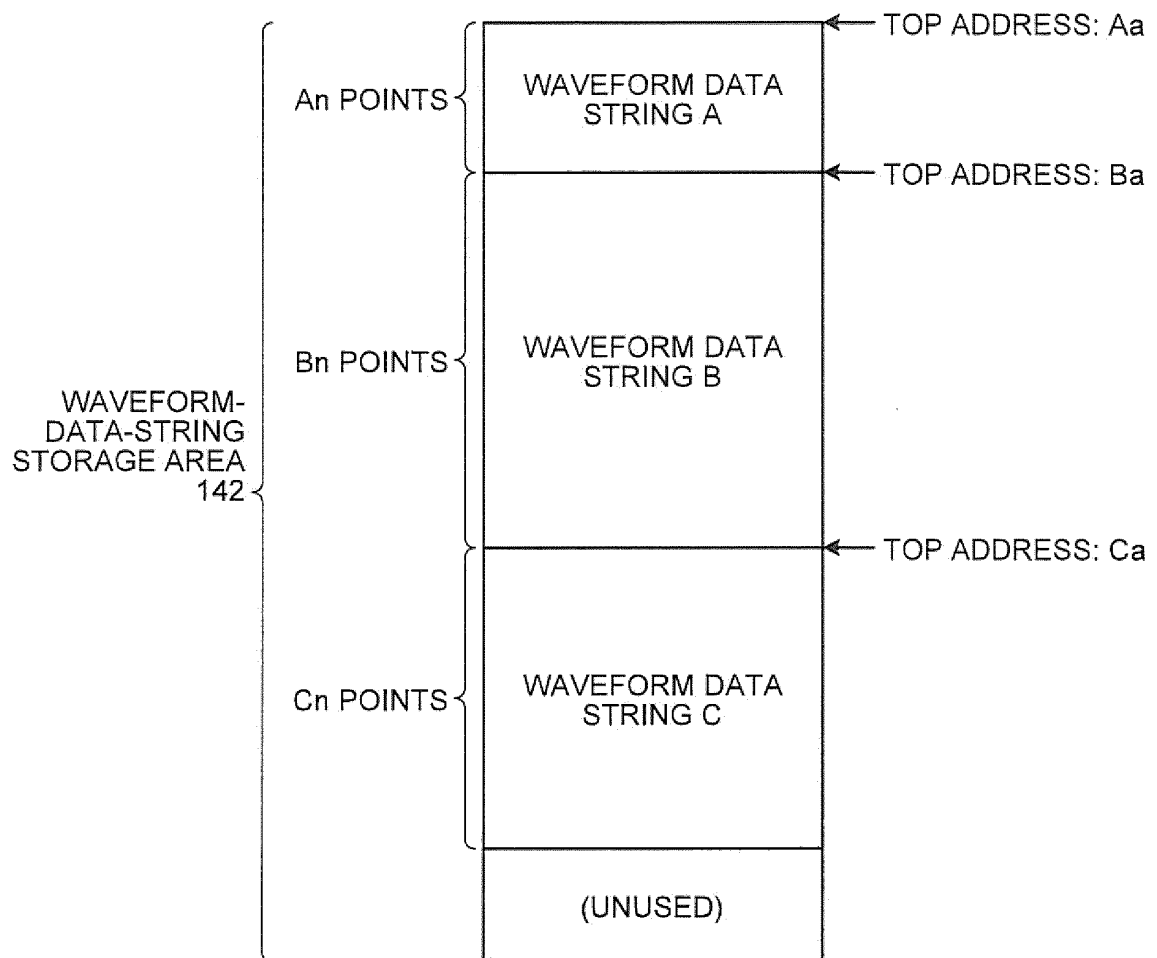 TOP ADDRESS: Aa
An POINTS
WAVEFORM DATA
STRING A
TOP ADDRESS: Ba
Bn POINTS
WAVEFORM DATA
STRING B
WAVEFORM-
DATA-STRING
STORAGE AREA
142
TOP ADDRESS: Ca
Cn POINTS
WAVEFORM DATA
STRING C
(UNUSED)